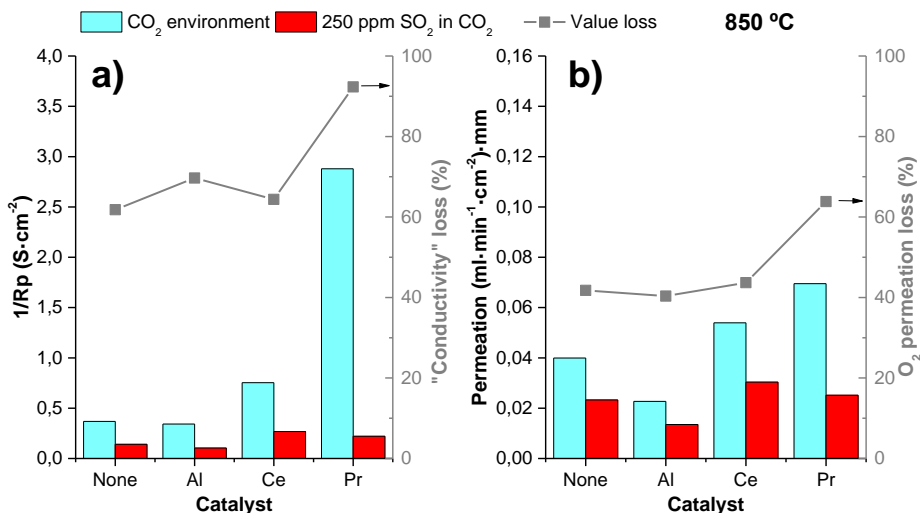 CO₂ environment 250 ppm SO₂ in CO₂ Value loss 850 ºC
a)
1/Rp (S·cm⁻²)
4,0
3,5
3,0
2,5
2,0
1,5
1,0
0,5
0,0
None Al Ce Pr
Catalyst
100
80
60
40
20
0
"Conductivity" loss (%)
b)
Permeation (ml·min⁻¹·cm⁻²)·mm
0,16
0,14
0,12
0,10
0,08
0,06
0,04
0,02
0,00
None Al Ce Pr
Catalyst
100
80
60
40
20
0
O₂ permeation loss (%)